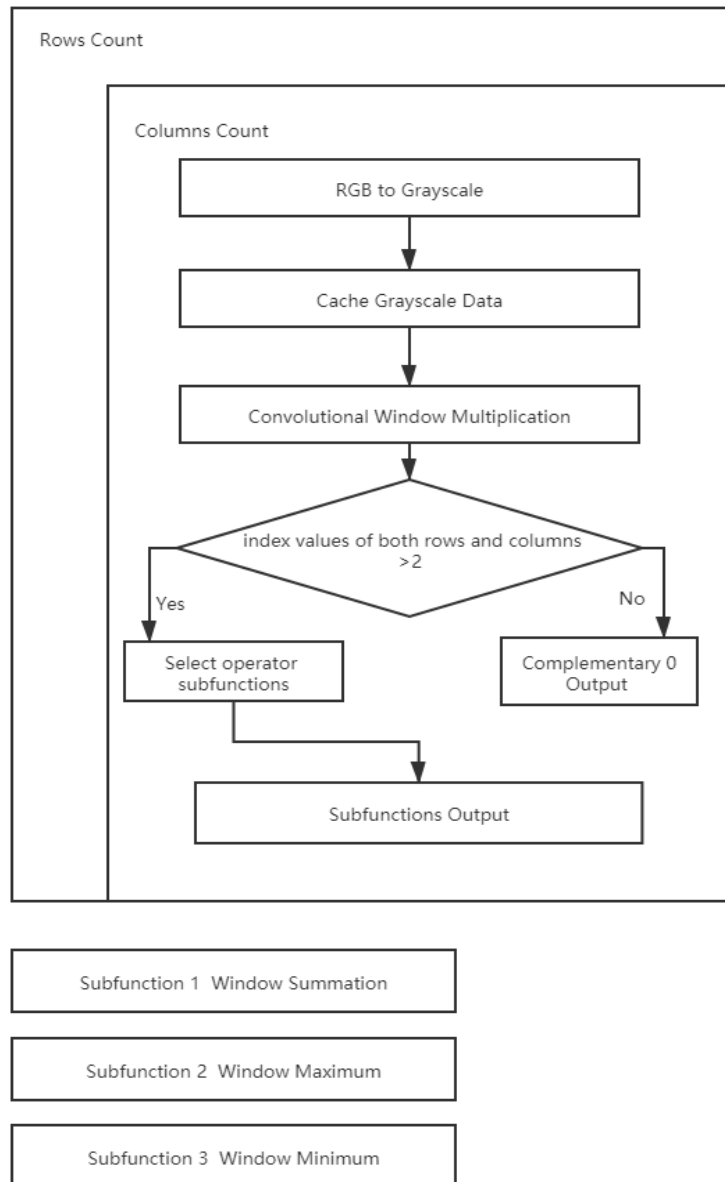 Rows Count
Columns Count
RGB to Grayscale
Cache Grayscale Data
Convolutional Window Multiplication
index values of both rows and columns
>2
Yes
No
Select operator
subfunctions
Complementary 0
Output
Subfunctions Output
Subfunction 1  Window Summation
Subfunction 2  Window Maximum
Subfunction 3  Window Minimum